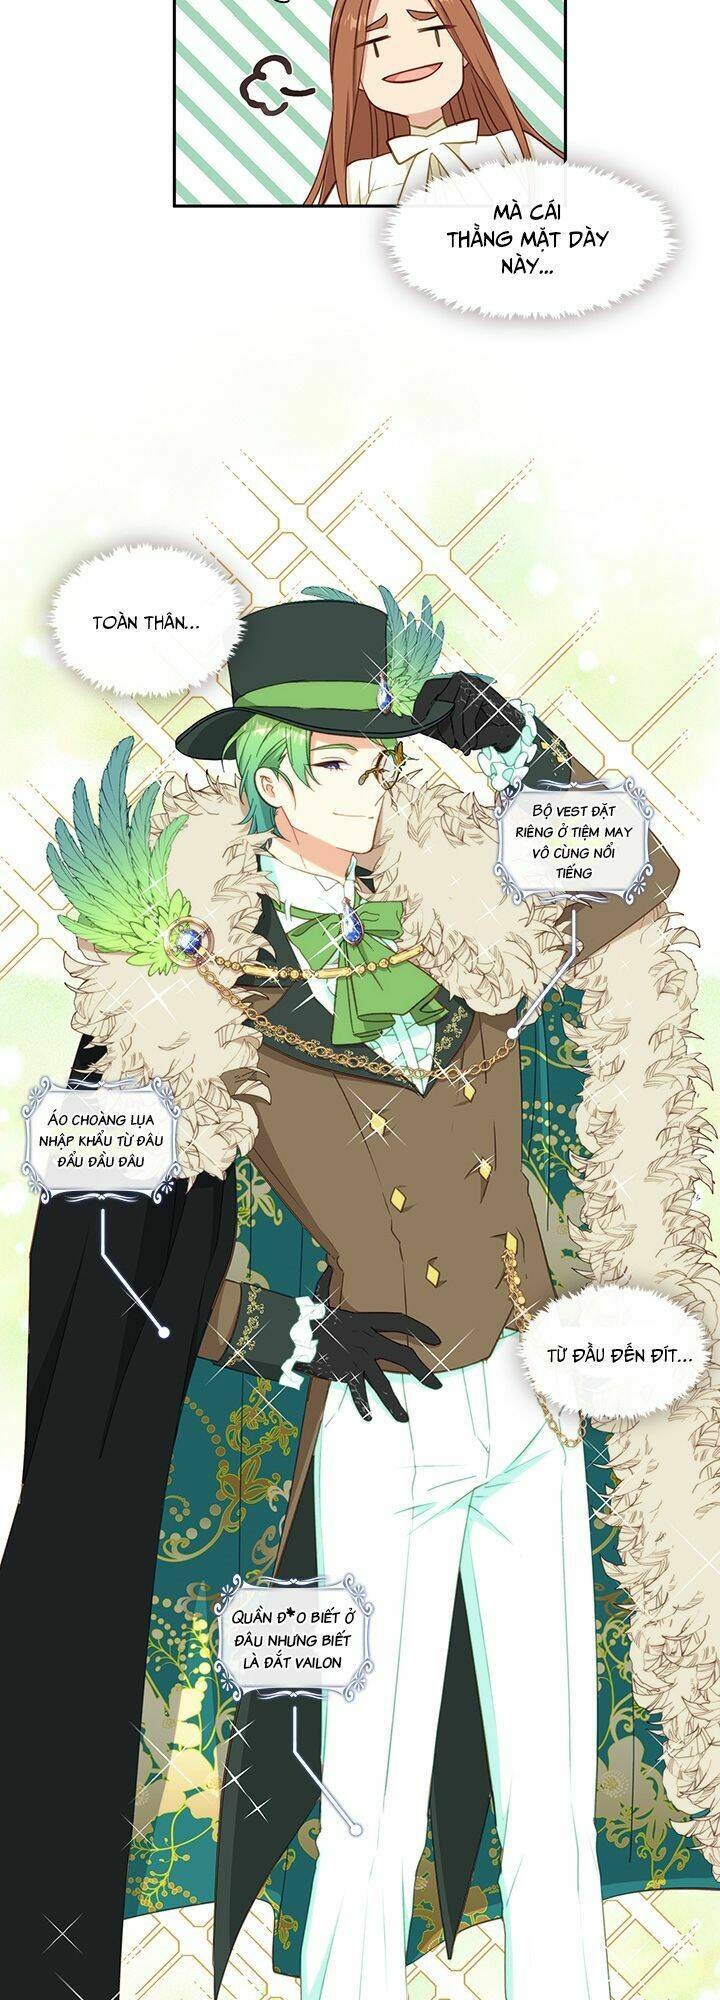 MÀ CÁI
THẰNG MẶT DÀY
NÀY...
TOÀN THÂN...
BỘ VEST ĐẶT
RIÊNG Ở TIỆM MAY
VÔ CÙNG NỔI
TIẾNG
ÁO CHOÀNG LỤA
NHẬP KHẨU TỪ ĐÂU
ĐẨU ĐẦU ĐÂU
TỪ ĐẦU ĐẾN ĐÍT...
QUẦN Đ*O BIẾT Ở
ĐÂU NHƯNG BIẾT
LÀ ĐẮT VAILON